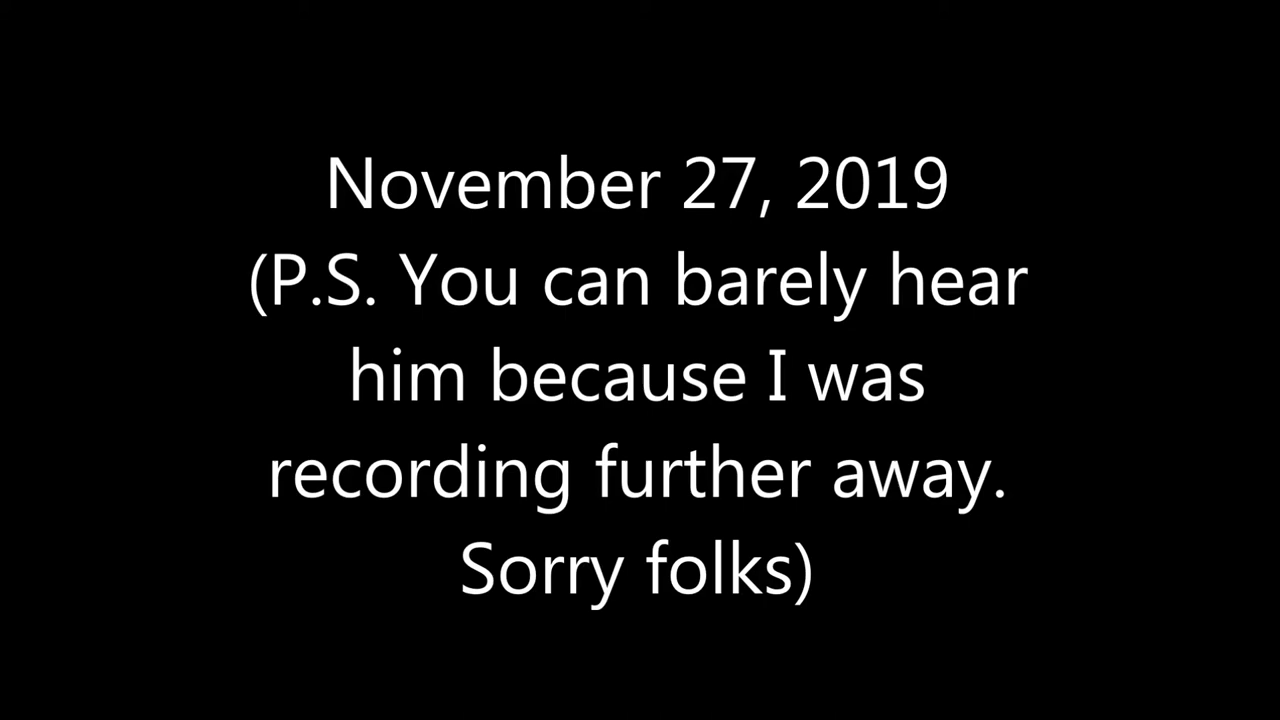 November 27, 2019
(P.S. You can barely hear
him because I was
recording further away.
Sorry folks)